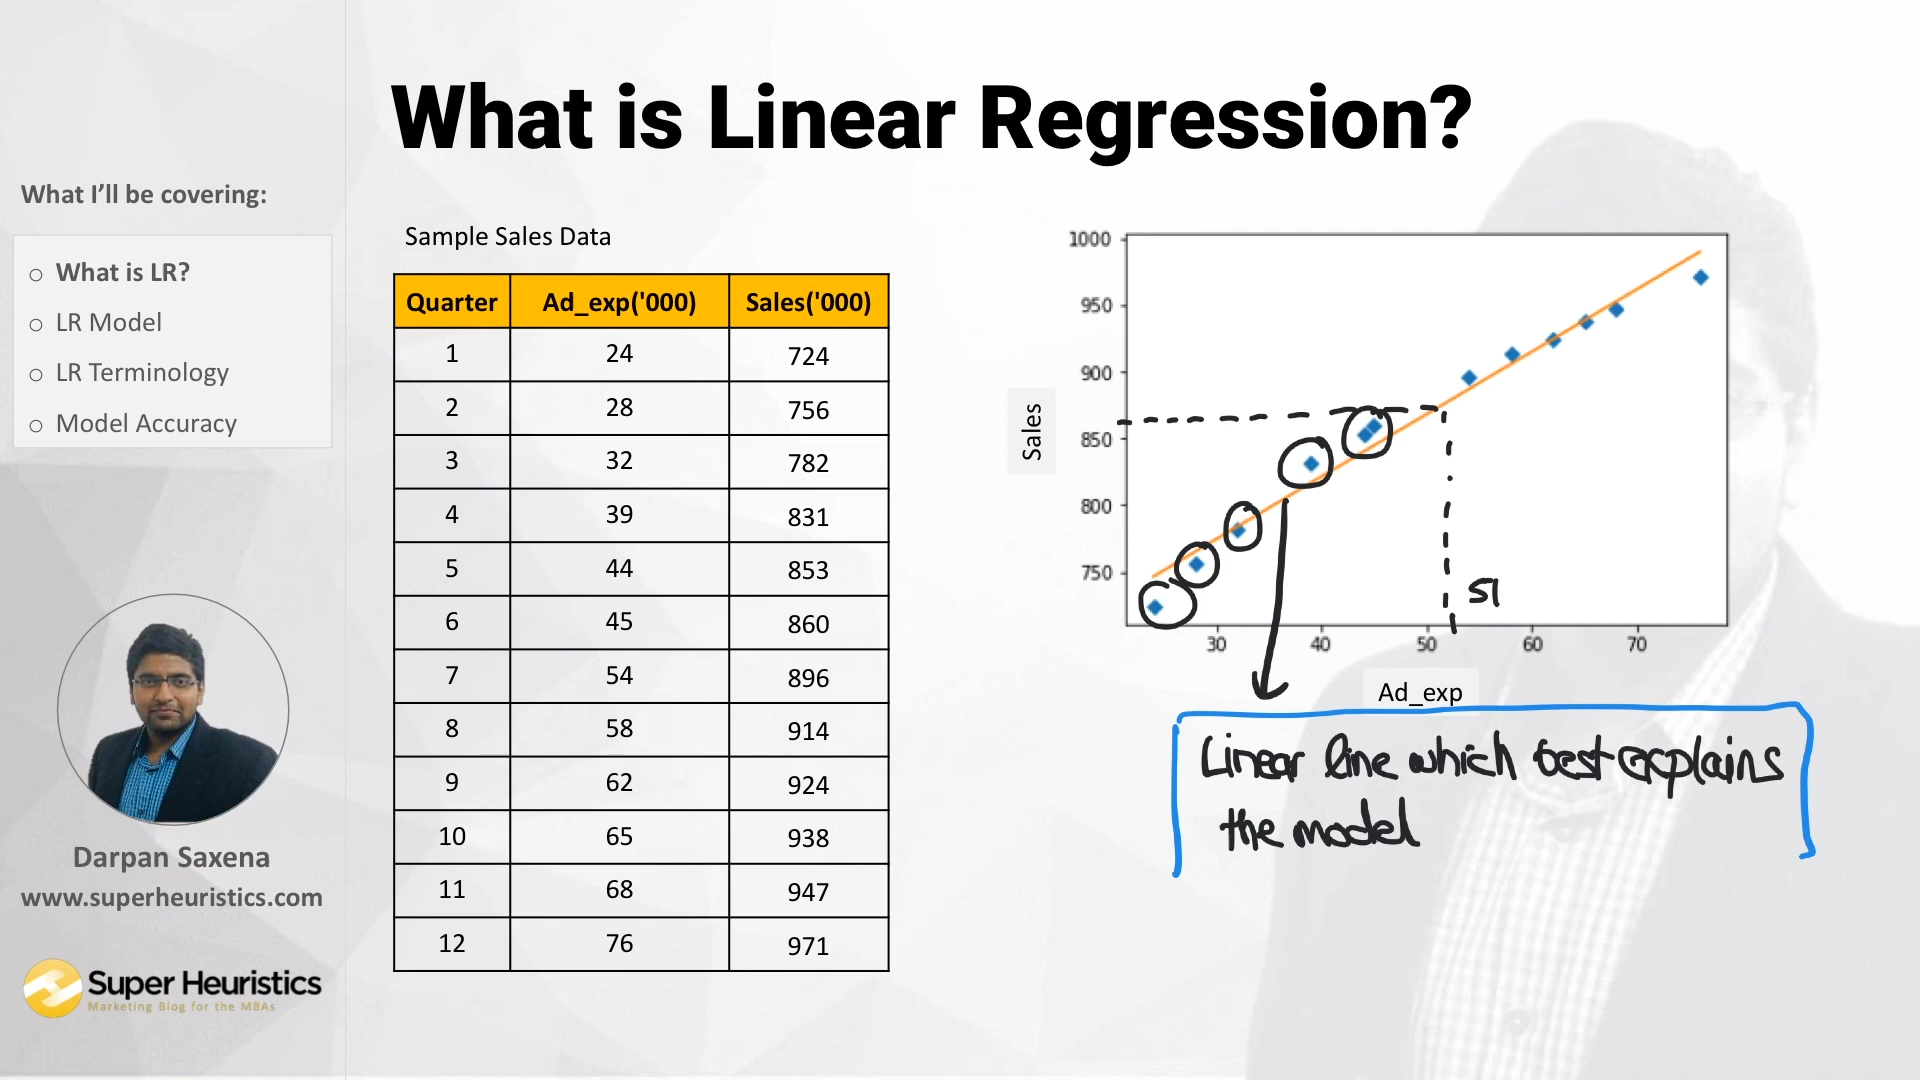 What is Linear Regression?
What I'll be covering:
What is LR?
LR Model
LR Terminology
Model Accuracy
Darpan Saxena
www.superheuristics.com
Super Heuristics
Marketing Blog for the MBAs
Sample Sales Data
Quarter Ad_exp('000) Sales('000)
1 24 724
2 28 756
3 32 782
4 39 831
5 44 853
6 45 860
7 54 896
8 58 914
9 62 924
10 65 938
11 68 947
12 76 971
Sales
1000
950
900
850
800
750
51
30 40 50 60 70
Ad_exp
Linear line which best explains
the model